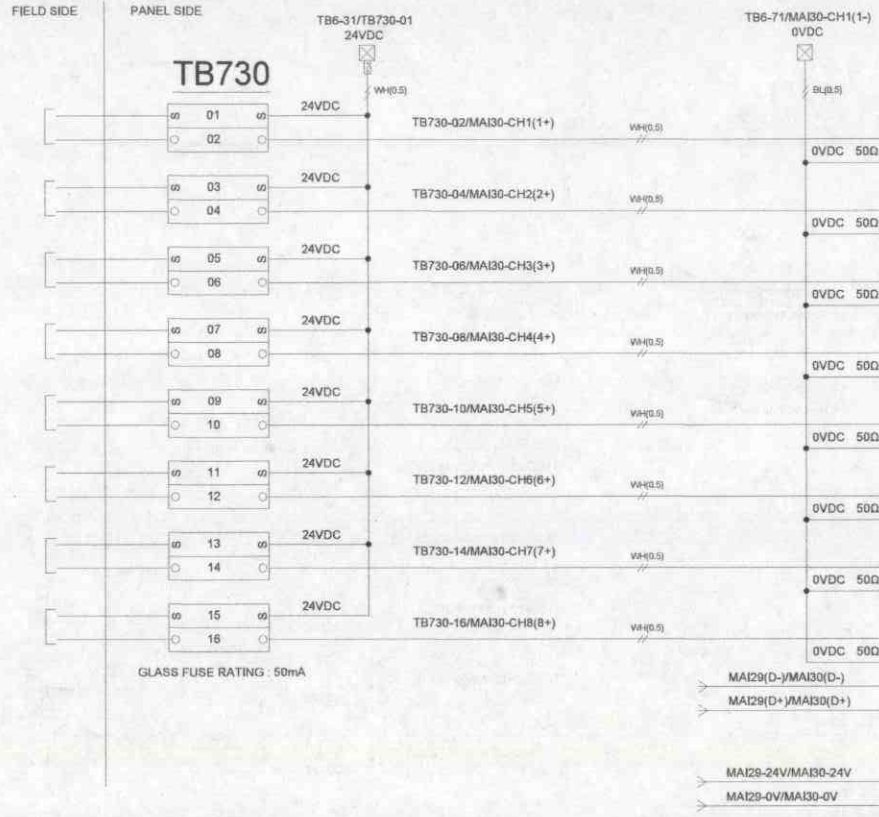 FIELD SIDE PANEL SIDE
TB6-31/TB730-01
24VDC
TB6-71/MAI30-CH1(1-)
0VDC
TB730
WH(0.5)
BL(0.5)
S 01 S 24VDC
TB730-02/MAI30-CH1(1+) WH(0.5)
02
0VDC 50Ω
S 03 S 24VDC
TB730-04/MAI30-CH2(2+) WH(0.5)
04
0VDC 50Ω
S 05 S 24VDC
TB730-06/MAI30-CH3(3+) WH(0.5)
06
0VDC 50Ω
S 07 S 24VDC
TB730-08/MAI30-CH4(4+) WH(0.5)
08
0VDC 50Ω
S 09 S 24VDC
TB730-10/MAI30-CH5(5+) WH(0.5)
10
0VDC 50Ω
S 11 S 24VDC
TB730-12/MAI30-CH6(6+) WH(0.5)
12
0VDC 50Ω
S 13 S 24VDC
TB730-14/MAI30-CH7(7+) WH(0.5)
14
0VDC 50Ω
S 15 S 24VDC
TB730-16/MAI30-CH8(8+) WH(0.5)
16
0VDC 50Ω
GLASS FUSE RATING : 50mA
MAI29(D-)/MAI30(D-)
MAI29(D+)/MAI30(D+)
MAI29-24V/MAI30-24V
MAI29-0V/MAI30-0V